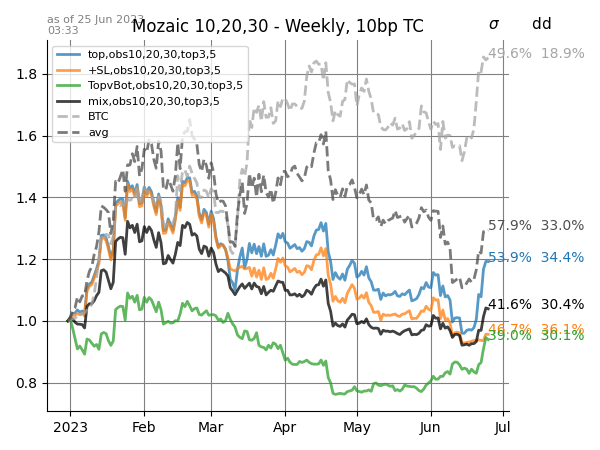 as of 25 Jun 2023
03:33
Mozaic 10,20,30 - Weekly, 10bp TC
σ dd
top,obs10,20,30,top3,5
+SL,obs10,20,30,top3,5
TopvBot,obs10,20,30,top3,5
mix,obs10,20,30,top3,5
BTC
avg
49.6% 18.9%
57.9% 33.0%
53.9% 34.4%
41.6% 30.4%
46.7% 36.1%
39.0% 30.1%
1.8
1.6
1.4
1.2
1.0
0.8
2023 Feb Mar Apr May Jun Jul